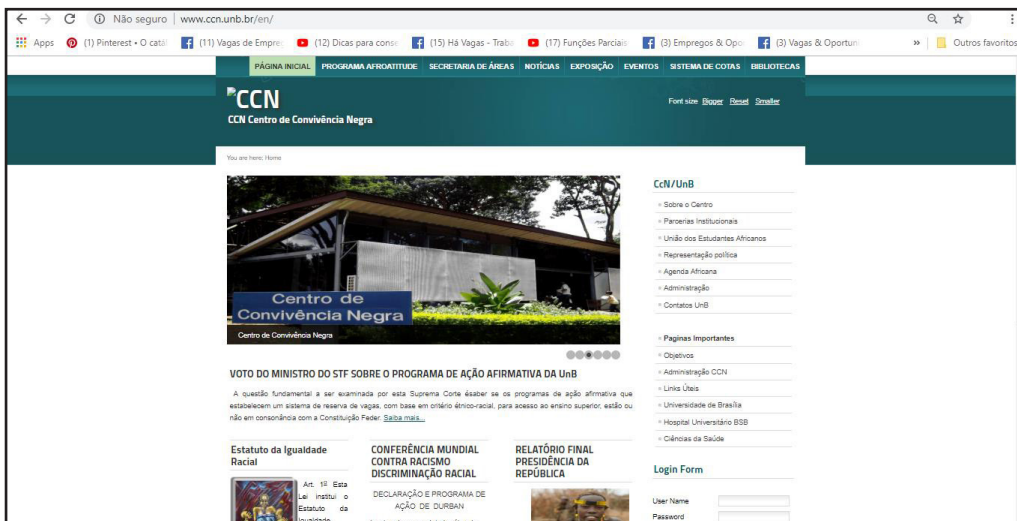 Não seguro | www.ccn.unb.br/en/
Apps (1) Pinterest • O catá (11) Vagas de Empre (12) Dicas para conse (15) Há Vagas - Traba (17) Funções Parciais (3) Empregos & Opo (3) Vagas & Oportuni » Outros favoritos
PÁGINA INICIAL PROGRAMA AFROATITUDE SECRETARIA DE ÁREAS NOTÍCIAS EXPOSIÇÃO EVENTOS SISTEMA DE COTAS BIBLIOTECAS
CCN
CCN Centro de Convivência Negra
Font size Bigger Reset Smaller
You are here: Home
Centro de
Convivência Negra
Centro de Convivência Negra
VOTO DO MINISTRO DO STF SOBRE O PROGRAMA DE AÇÃO AFIRMATIVA DA UnB
A questão fundamental a ser examinada por esta Suprema Corte ésaber se os programas de ação afirmativa que
estabelecem um sistema de reserva de vagas, com base em critério étnico-racial, para acesso ao ensino superior, estão ou
não em consonância com a Constituição Feder. Saiba mais...
Estatuto da Igualdade
Racial
Art. 1º Esta
Lei institui o
Estatuto da
Igualdade
CONFERÊNCIA MUNDIAL
CONTRA RACISMO
DISCRIMINAÇÃO RACIAL
DECLARAÇÃO E PROGRAMA DE
AÇÃO DE DURBAN
RELATÓRIO FINAL
PRESIDÊNCIA DA
REPÚBLICA
CcN/UnB
Sobre o Centro
Parcerias Institucionais
União dos Estudantes Africanos
Representação política
Agenda Africana
Administração
Contatos UnB
Paginas Importantes
Objetivos
Administração CCN
Links Úteis
Universidade de Brasília
Hospital Universitário BSB
Ciências da Saúde
Login Form
User Name
Password